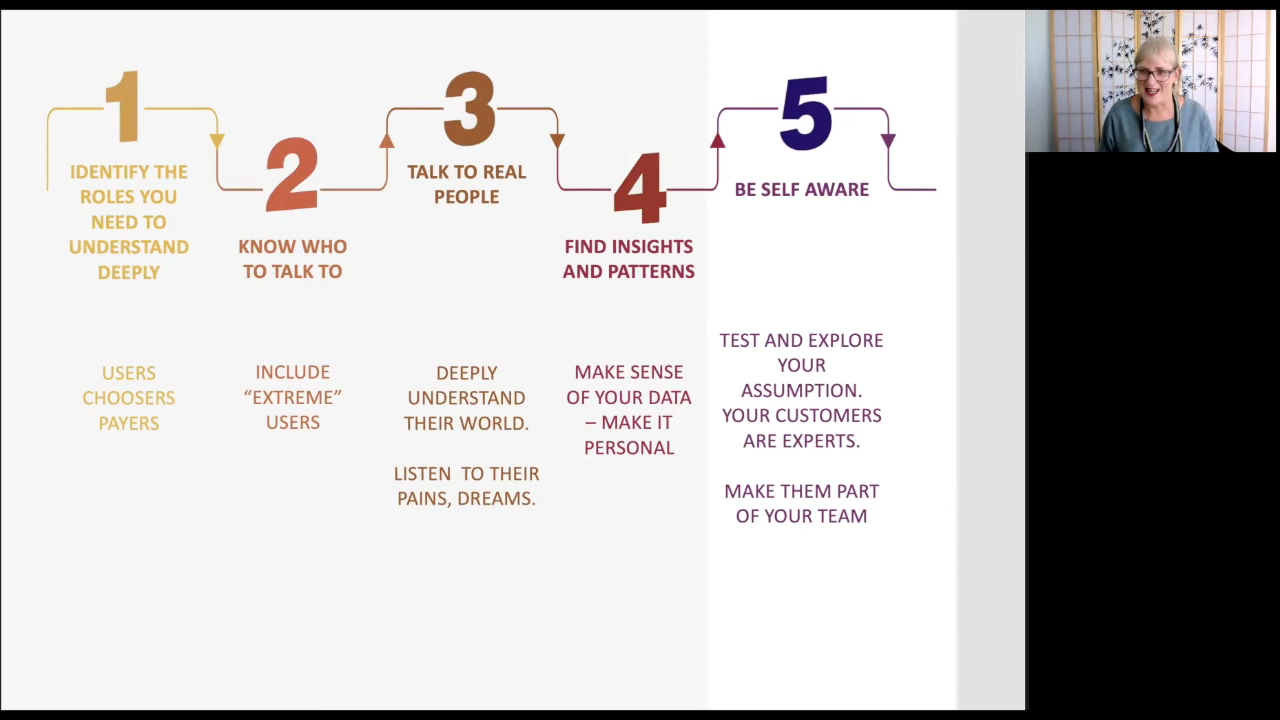 1
IDENTIFY THE
ROLES YOU
NEED TO
UNDERSTAND
DEEPLY
USERS
CHOOSERS
PAYERS
2
KNOW WHO
TO TALK TO
INCLUDE
“EXTREME”
USERS
3
TALK TO REAL
PEOPLE
DEEPLY
UNDERSTAND
THEIR WORLD.
LISTEN TO THEIR
PAINS, DREAMS.
4
FIND INSIGHTS
AND PATTERNS
MAKE SENSE
OF YOUR DATA
– MAKE IT
PERSONAL
5
BE SELF AWARE
TEST AND EXPLORE
YOUR
ASSUMPTION.
YOUR CUSTOMERS
ARE EXPERTS.
MAKE THEM PART
OF YOUR TEAM